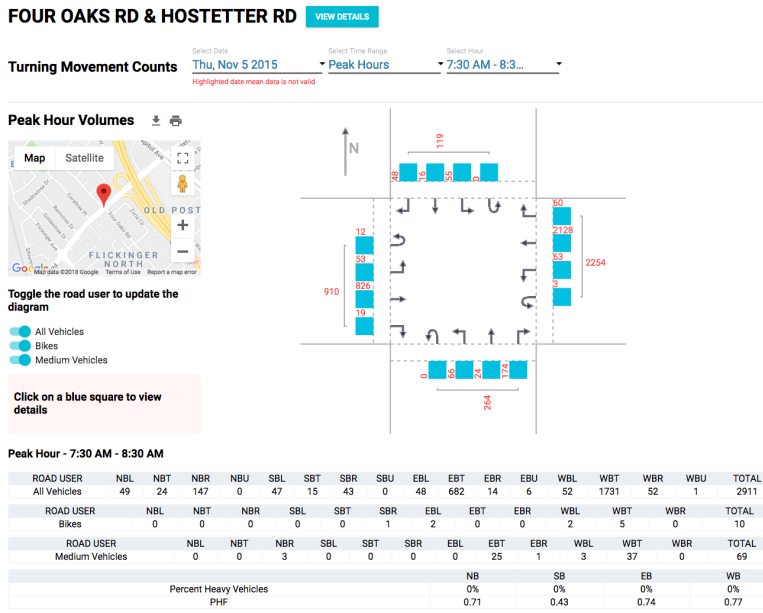 FOUR OAKS RD & HOSTETTER RD
VIEW DETAILS
Turning Movement Counts
Select Date
Thu, Nov 5 2015
Select Time Range
Peak Hours
Select Hour
7:30 AM - 8:3...
Highlighted date mean data is not valid
Peak Hour Volumes
Map
Satellite
OLD POST
FLICKINGER
NORTH
Four Oaks Rd
Flickinger Ave
Google
Map data ©2018 Google
Terms of Use
Report a map error
Toggle the road user to update the
diagram
All Vehicles
Bikes
Medium Vehicles
Click on a blue square to view
details
N
119
48
16
55
0
60
2128
63
3
2254
12
53
826
19
910
0
66
24
174
264
Peak Hour - 7:30 AM - 8:30 AM
ROAD USER NBL NBT NBR NBU SBL SBT SBR SBU EBL EBT EBR EBU WBL WBT WBR WBU TOTAL
All Vehicles 49 24 147 0 47 15 43 0 48 682 14 6 52 1731 52 1 2911
ROAD USER NBL NBT NBR SBL SBT SBR EBL EBT EBR WBL WBT WBR TOTAL
Bikes 0 0 0 0 0 1 2 0 0 2 5 0 10
ROAD USER NBL NBT NBR SBL SBT SBR EBL EBT EBR WBL WBT WBR TOTAL
Medium Vehicles 0 0 3 0 0 0 0 25 1 3 37 0 69
NB SB EB WB
Percent Heavy Vehicles 0% 0% 0% 0%
PHF 0.71 0.43 0.74 0.77